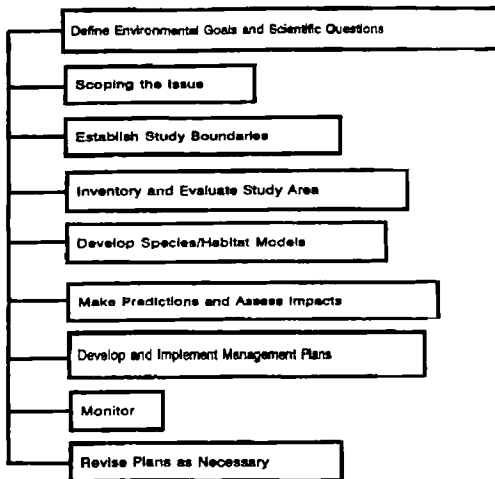 Define Environmental Goals and Scientific Questions
Scoping the Issue
Establish Study Boundaries
Inventory and Evaluate Study Area
Develop Species/Habitat Models
Make Predictions and Assess Impacts
Develop and Implement Management Plans
Monitor
Revise Plans as Necessary